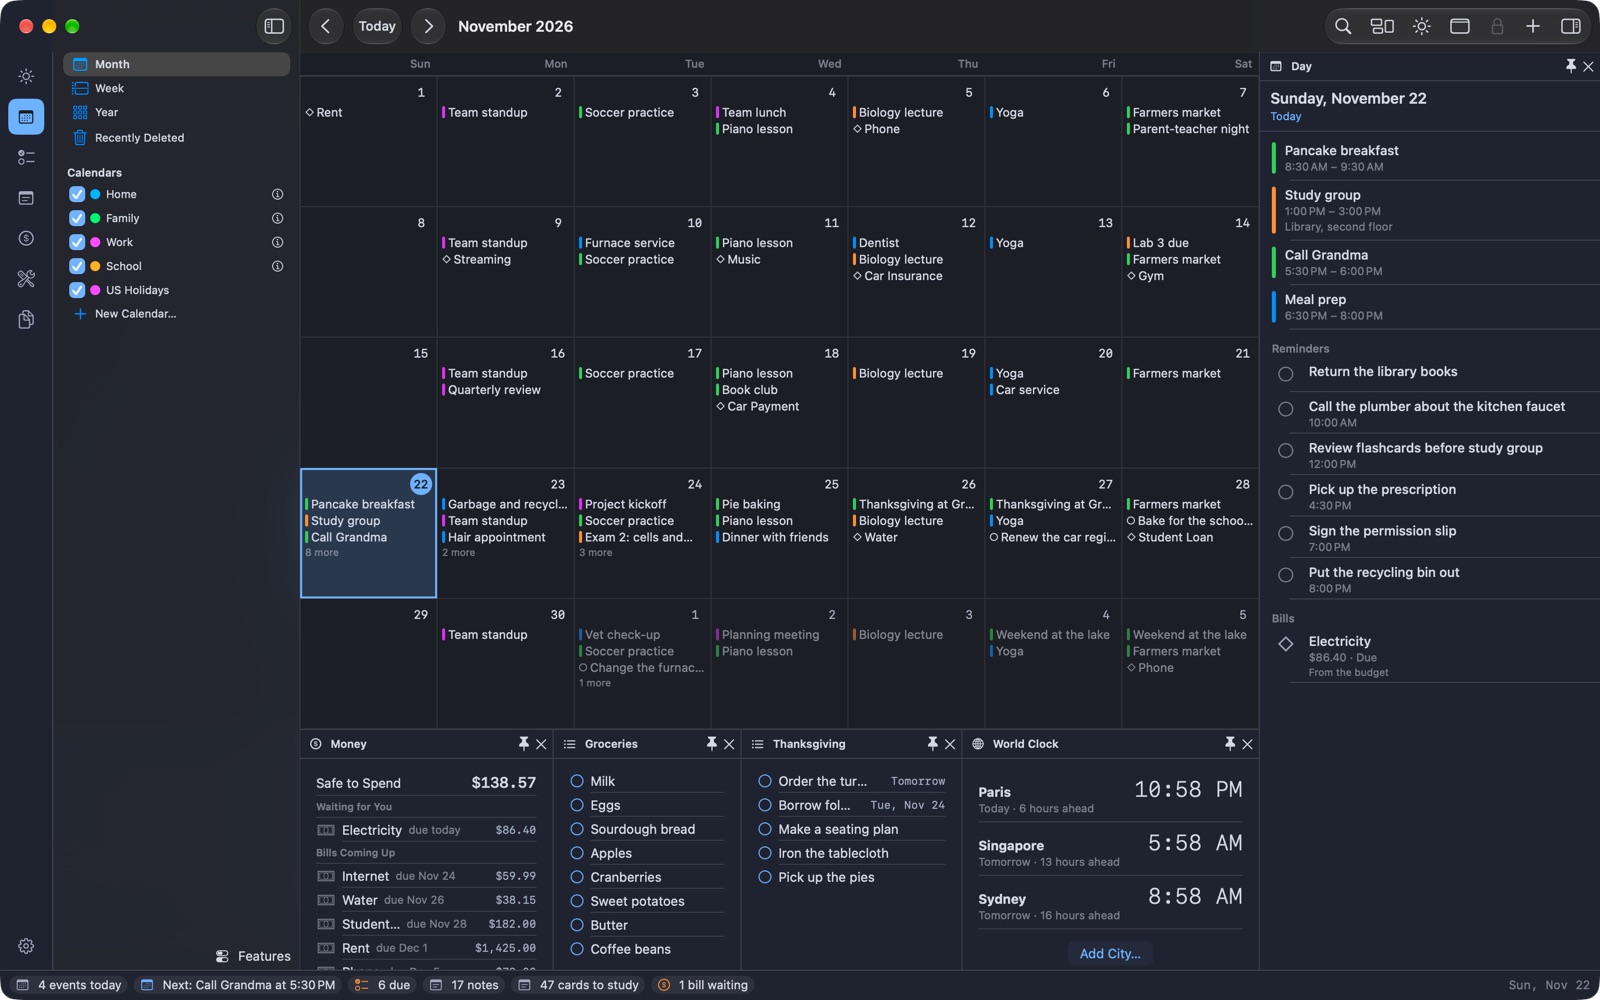 Today
November 2026
Month
Week
Year
Recently Deleted
Calendars
Home
Family
Work
School
US Holidays
New Calendar...
Features
Sun Mon Tue Wed Thu Fri Sat
1 2 3 4 5 6 7
Rent
Team standup
Soccer practice
Team lunch
Piano lesson
Biology lecture
Phone
Yoga
Farmers market
Parent-teacher night
8 9 10 11 12 13 14
Team standup
Streaming
Furnace service
Soccer practice
Piano lesson
Music
Dentist
Biology lecture
Car Insurance
Yoga
Lab 3 due
Farmers market
Gym
15 16 17 18 19 20 21
Team standup
Quarterly review
Soccer practice
Piano lesson
Book club
Car Payment
Biology lecture
Yoga
Car service
Farmers market
22 23 24 25 26 27 28
Pancake breakfast
Study group
Call Grandma
8 more
Garbage and recycl...
Team standup
Hair appointment
2 more
Project kickoff
Soccer practice
Exam 2: cells and...
3 more
Pie baking
Piano lesson
Dinner with friends
Thanksgiving at Gr...
Biology lecture
Water
Thanksgiving at Gr...
Yoga
Renew the car regi...
Farmers market
Bake for the schoo...
Student Loan
29 30 1 2 3 4 5
Team standup
Vet check-up
Soccer practice
Change the furnac...
1 more
Planning meeting
Piano lesson
Biology lecture
Weekend at the lake
Yoga
Weekend at the lake
Farmers market
Phone
Day
Sunday, November 22
Today
Pancake breakfast
8:30 AM – 9:30 AM
Study group
1:00 PM – 3:00 PM
Library, second floor
Call Grandma
5:30 PM – 6:00 PM
Meal prep
6:30 PM – 8:00 PM
Reminders
Return the library books
Call the plumber about the kitchen faucet
10:00 AM
Review flashcards before study group
12:00 PM
Pick up the prescription
4:30 PM
Sign the permission slip
7:00 PM
Put the recycling bin out
8:00 PM
Bills
Electricity
$86.40 · Due
From the budget
Money
Safe to Spend $138.57
Waiting for You
Electricity due today $86.40
Bills Coming Up
Internet due Nov 24 $59.99
Water due Nov 26 $38.15
Student... due Nov 28 $182.00
Rent due Dec 1 $1,425.00
Groceries
Milk
Eggs
Sourdough bread
Apples
Cranberries
Sweet potatoes
Butter
Coffee beans
Thanksgiving
Order the tur... Tomorrow
Borrow fol... Tue, Nov 24
Make a seating plan
Iron the tablecloth
Pick up the pies
World Clock
Paris 10:58 PM
Today · 6 hours ahead
Singapore 5:58 AM
Tomorrow · 13 hours ahead
Sydney 8:58 AM
Tomorrow · 16 hours ahead
Add City...
4 events today
Next: Call Grandma at 5:30 PM
6 due
17 notes
47 cards to study
1 bill waiting
Sun, Nov 22